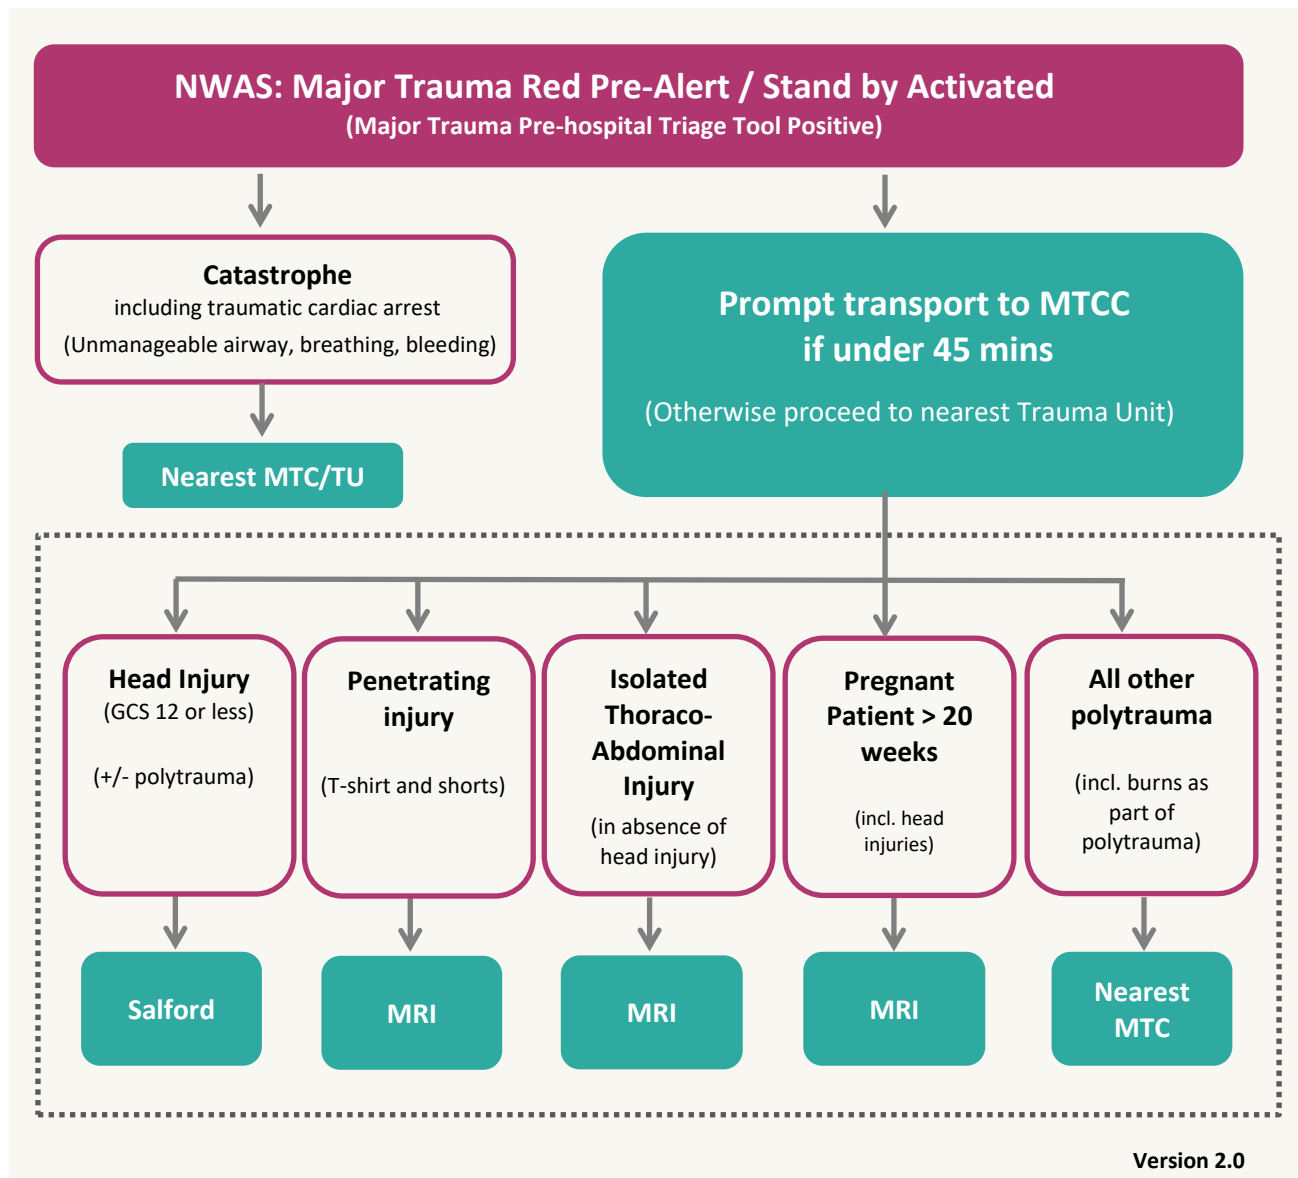 NWAS: Major Trauma Red Pre-Alert / Stand by Activated
(Major Trauma Pre-hospital Triage Tool Positive)
Catastrophe
including traumatic cardiac arrest
(Unmanageable airway, breathing, bleeding)
Nearest MTC/TU
Prompt transport to MTCC
if under 45 mins
(Otherwise proceed to nearest Trauma Unit)
Head Injury
(GCS 12 or less)
(+/- polytrauma)
Salford
Penetrating
injury
(T-shirt and shorts)
MRI
Isolated
Thoraco-
Abdominal
Injury
(in absence of
head injury)
MRI
Pregnant
Patient > 20
weeks
(incl. head
injuries)
MRI
All other
polytrauma
(incl. burns as
part of
polytrauma)
Nearest
MTC
Version 2.0